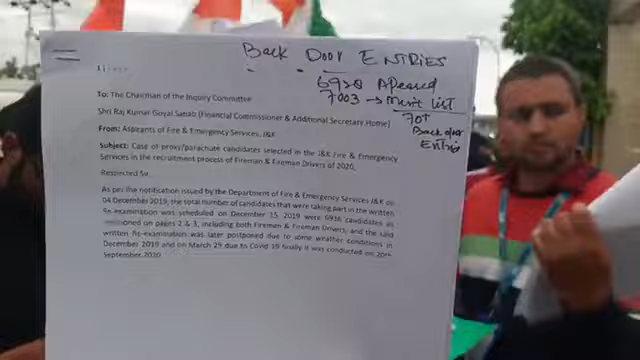 Back Door ENTRIES
6928 Apeared
7003 → Merit List
70+
Back door
Entris
To: The Chairman of the Inquiry Committee
Shri Raj Kumar Goyal Sahab (Financial Commissioner & Additional Secretary Home)
From: Aspirants of Fire & Emergency Services, J&K
Subject: Case of proxy/parachute candidates selected in the J&K Fire & Emergency
Services in the recruitment process of Fireman & Fireman Drivers of 2020,
Respected Sir
As per the notification issued by the Department of Fire & Emergency Services J&K on
04 December 2019, the total number of candidates that were taking part in the written
Re-examination was scheduled on December 15, 2019 were 6936 candidates as
mentioned on pages 2 & 3, including both Firemen & Fireman Drivers, and the said
written Re-examination was later postponed due to some weather conditions in
December 2019 and on March 29 due to Covid 19 finally it was conducted on 20th
September 2020